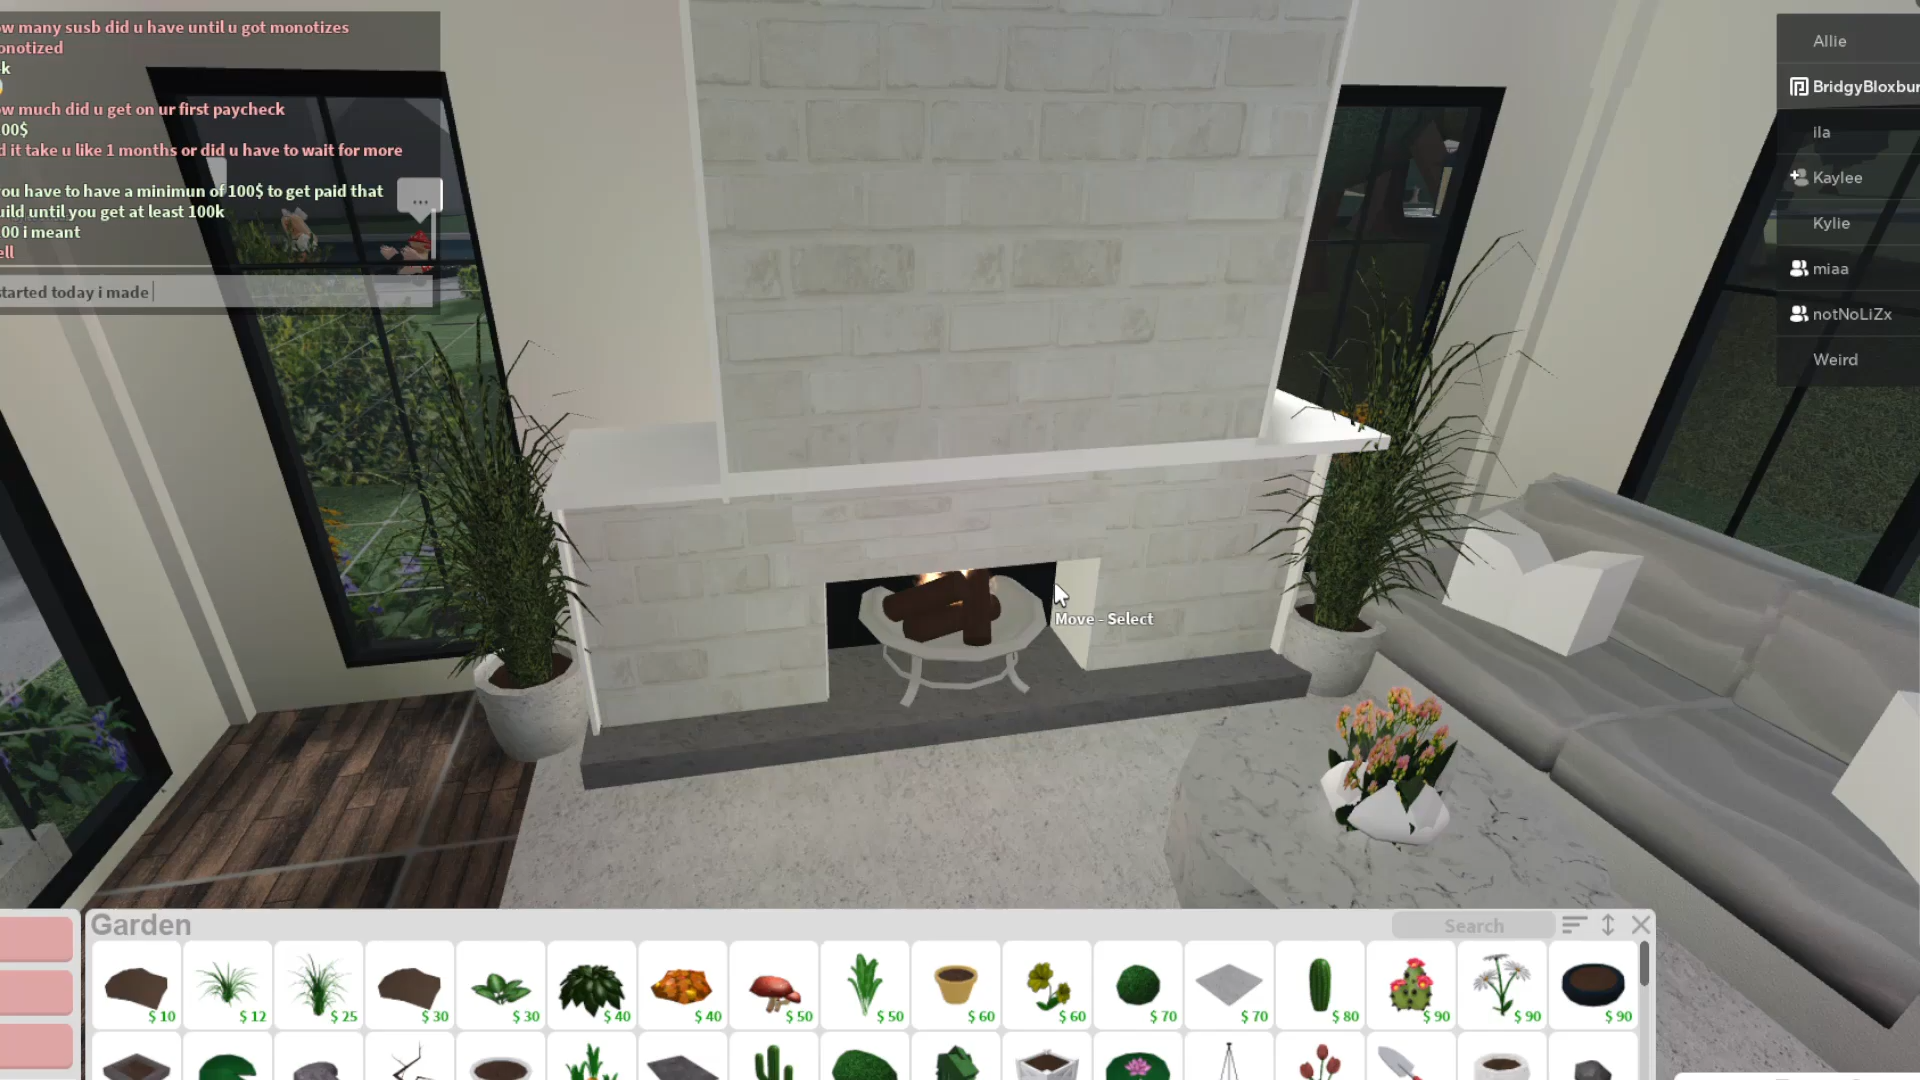 ow many susb did u have until u got monotizes
onotized
k
ow much did u get on ur first paycheck
00$
d it take u like 1 months or did u have to wait for more
ou have to have a minimun of 100$ to get paid that
uild until you get at least 100k
00 i meant
ell
started today i made
...
Allie
BridgyBloxbur
ila
Kaylee
Kylie
miaa
notNoLiZx
Weird
Move - Select
Garden
Search
$ 10
$ 12
$ 25
$ 30
$ 30
$ 40
$ 40
$ 50
$ 50
$ 60
$ 60
$ 70
$ 70
$ 80
$ 90
$ 90
$ 90